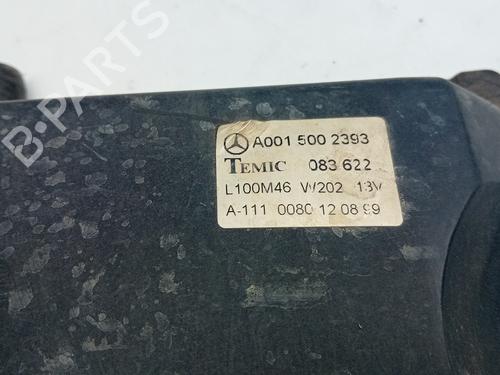 A001 500 2393
TEMIC 083 622
L100M46 W202 13V
A-111 0080 12 08 99
B-PARTS